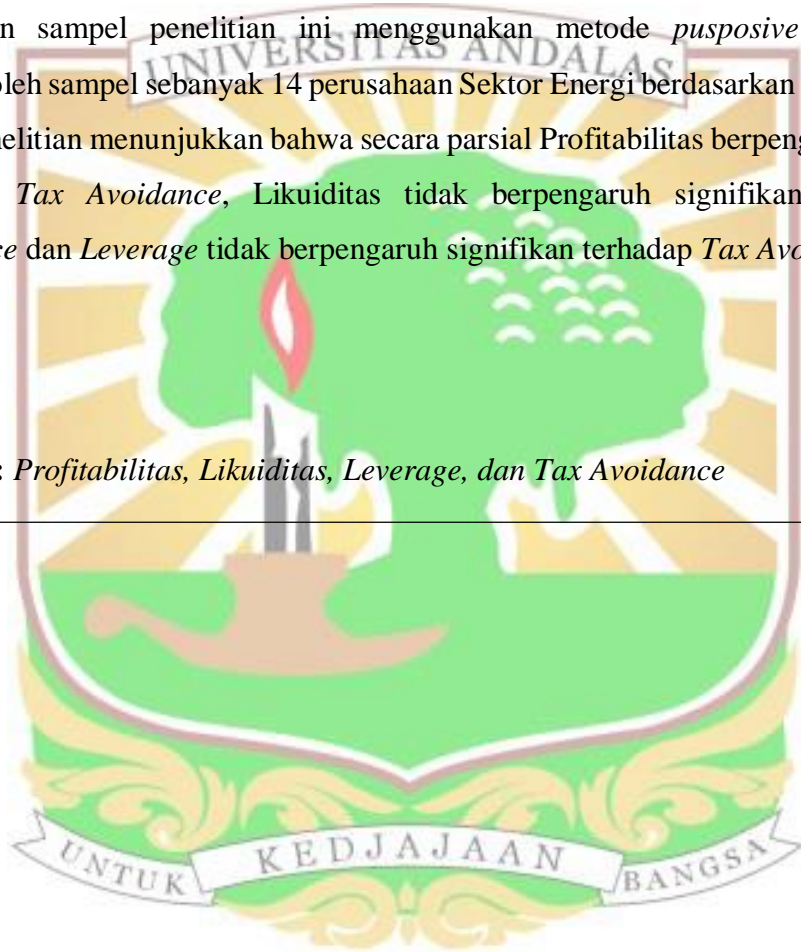 n sampel penelitian ini menggunakan metode pusposive
UNIVERSITAS ANDALAS
oleh sampel sebanyak 14 perusahaan Sektor Energi berdasarkan
nelitian menunjukkan bahwa secara parsial Profitabilitas berpeng
Tax Avoidance, Likuiditas tidak berpengaruh signifikan
ce dan Leverage tidak berpengaruh signifikan terhadap Tax Avo
: Profitabilitas, Likuiditas, Leverage, dan Tax Avoidance
UNTUK KEDJAJAAN BANGSA